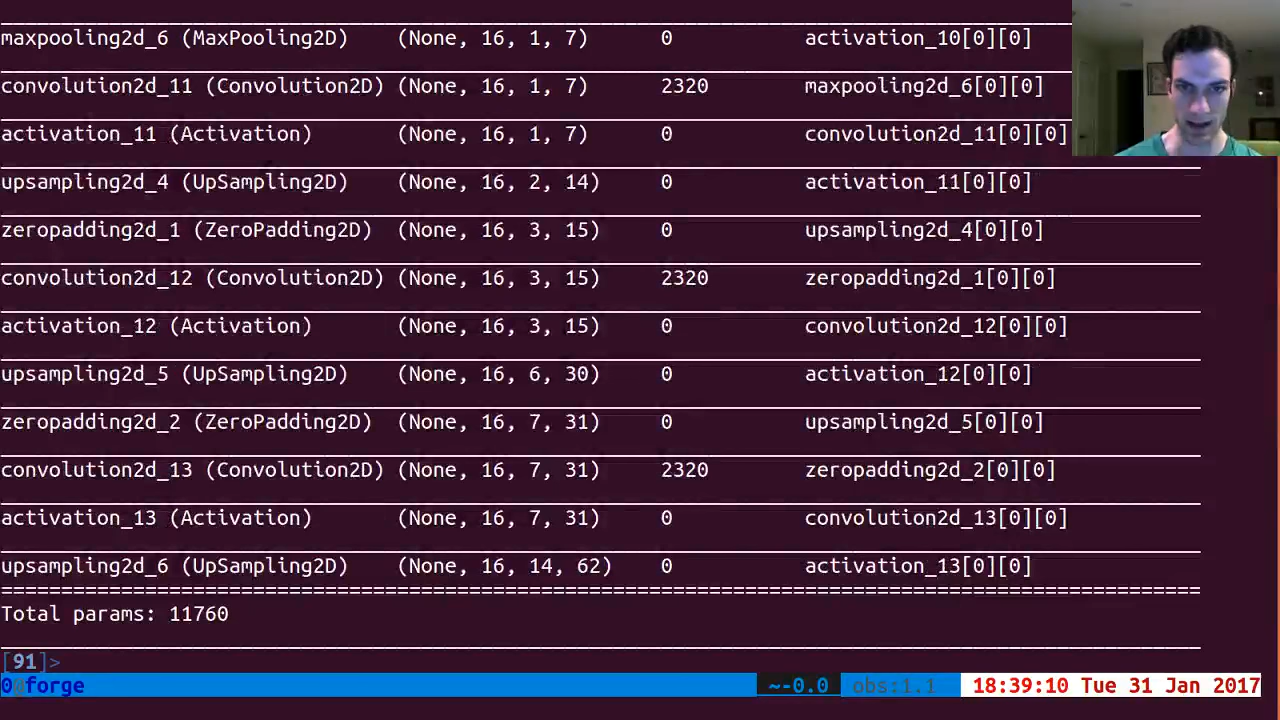 maxpooling2d_6 (MaxPooling2D) (None, 16, 1, 7) 0 activation_10[0][0]
convolution2d_11 (Convolution2D) (None, 16, 1, 7) 2320 maxpooling2d_6[0][0]
activation_11 (Activation) (None, 16, 1, 7) 0 convolution2d_11[0][0]
upsampling2d_4 (UpSampling2D) (None, 16, 2, 14) 0 activation_11[0][0]
zeropadding2d_1 (ZeroPadding2D) (None, 16, 3, 15) 0 upsampling2d_4[0][0]
convolution2d_12 (Convolution2D) (None, 16, 3, 15) 2320 zeropadding2d_1[0][0]
activation_12 (Activation) (None, 16, 3, 15) 0 convolution2d_12[0][0]
upsampling2d_5 (UpSampling2D) (None, 16, 6, 30) 0 activation_12[0][0]
zeropadding2d_2 (ZeroPadding2D) (None, 16, 7, 31) 0 upsampling2d_5[0][0]
convolution2d_13 (Convolution2D) (None, 16, 7, 31) 2320 zeropadding2d_2[0][0]
activation_13 (Activation) (None, 16, 7, 31) 0 convolution2d_13[0][0]
upsampling2d_6 (UpSampling2D) (None, 16, 14, 62) 0 activation_13[0][0]
Total params: 11760
[91]>
0@forge ~-0.0 obs:1.1 18:39:10 Tue 31 Jan 2017